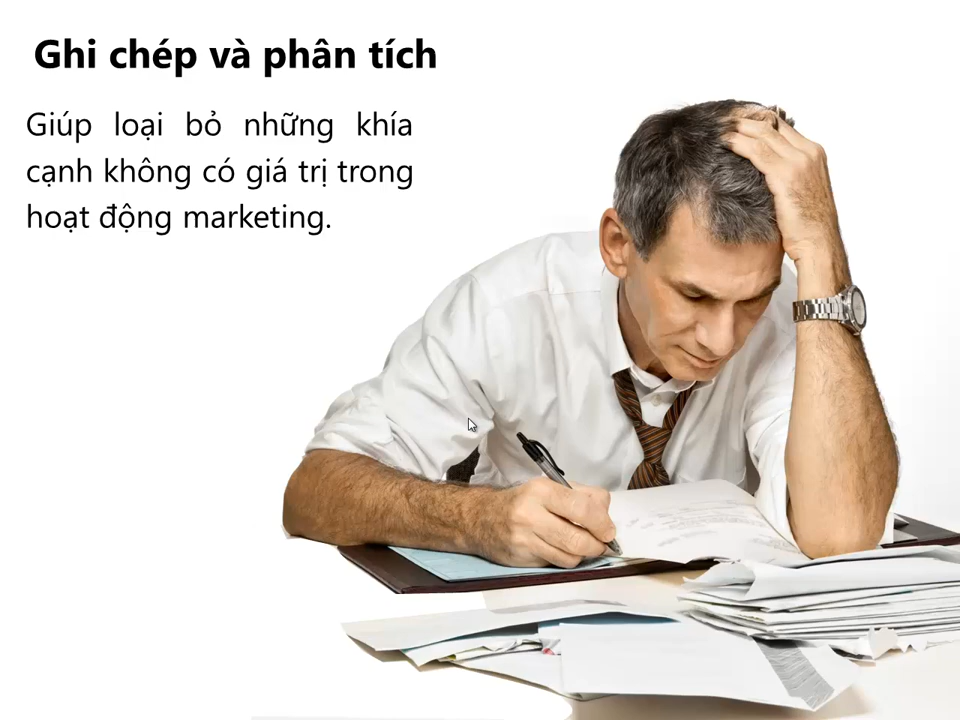 Ghi chép và phân tích
Giúp loại bỏ những khía
cạnh không có giá trị trong
hoạt động marketing.